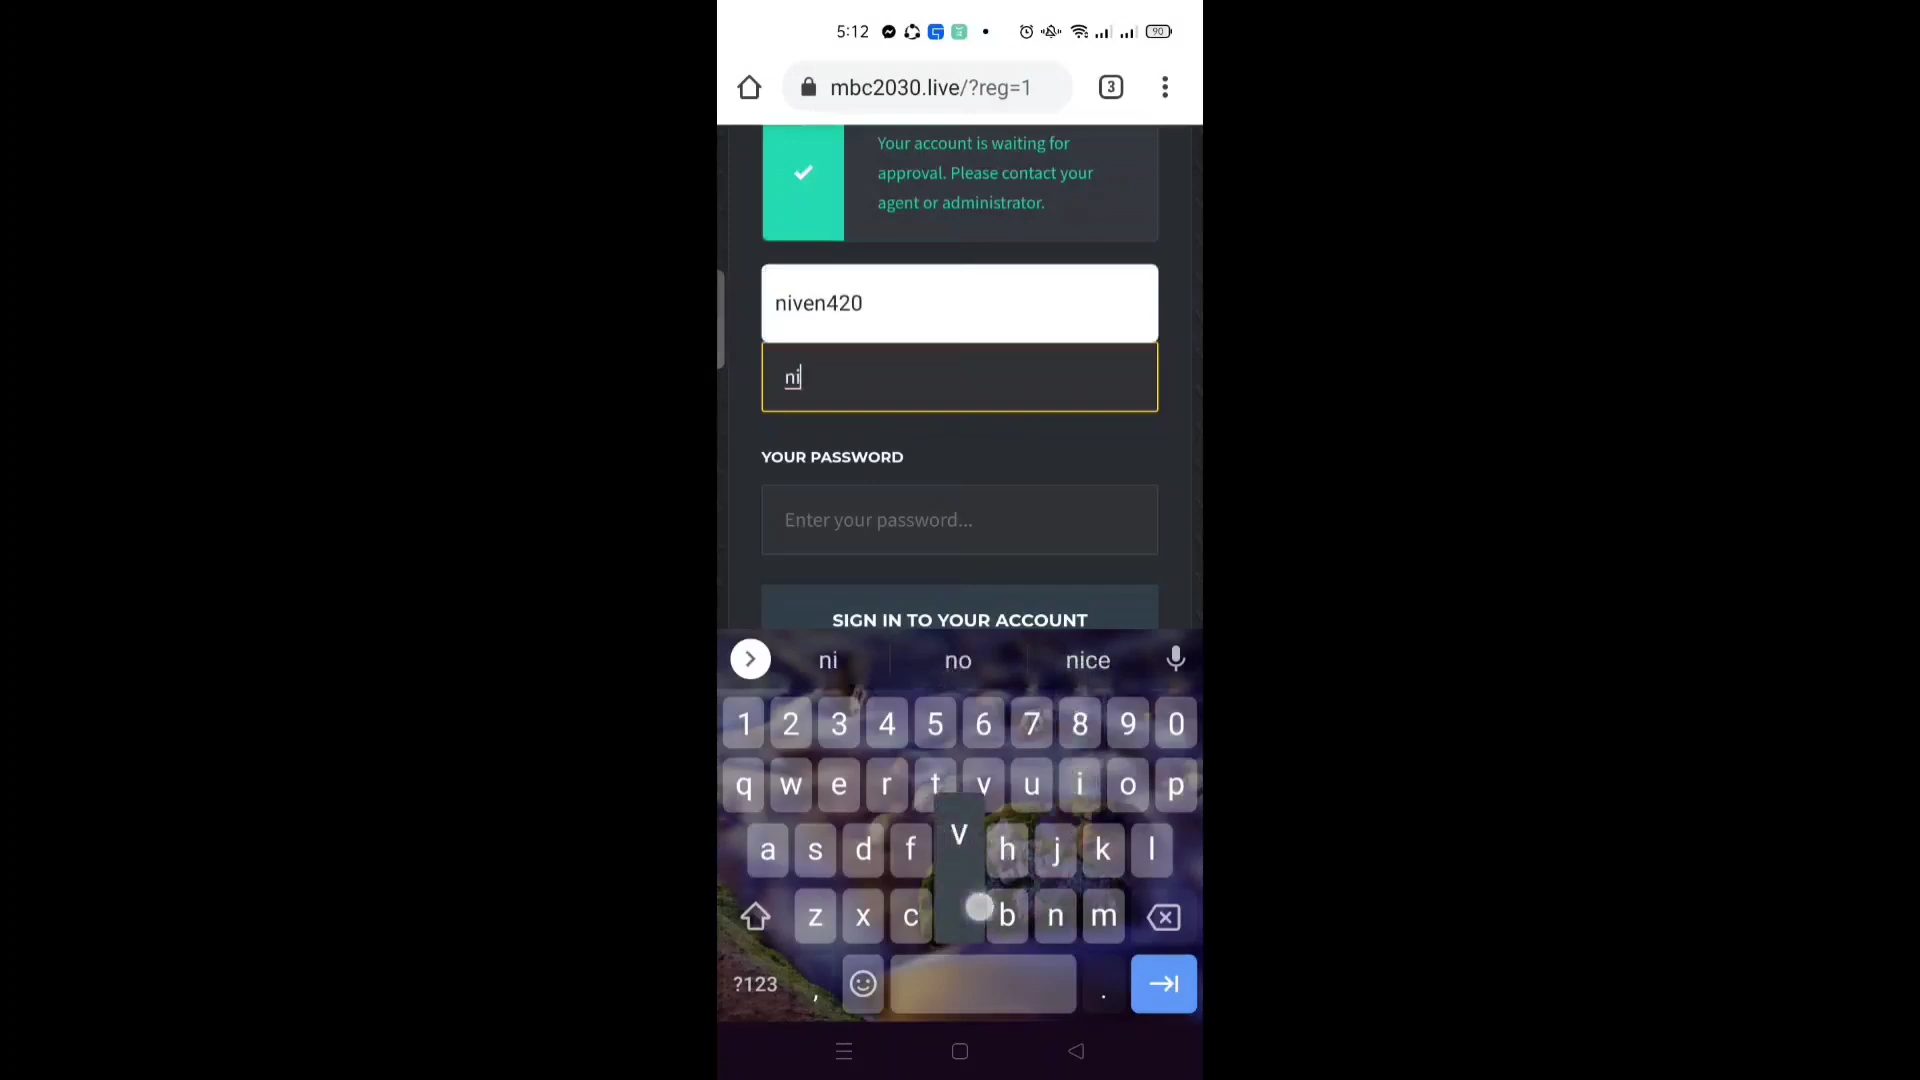 5:12
90
mbc2030.live/?reg=1
3
Your account is waiting for
approval. Please contact your
agent or administrator.
niven420
ni
YOUR PASSWORD
Enter your password...
SIGN IN TO YOUR ACCOUNT
ni no nice
1 2 3 4 5 6 7 8 9 0
q w e r t y u i o p
a s d f v h j k l
z x c b n m
?123 , .